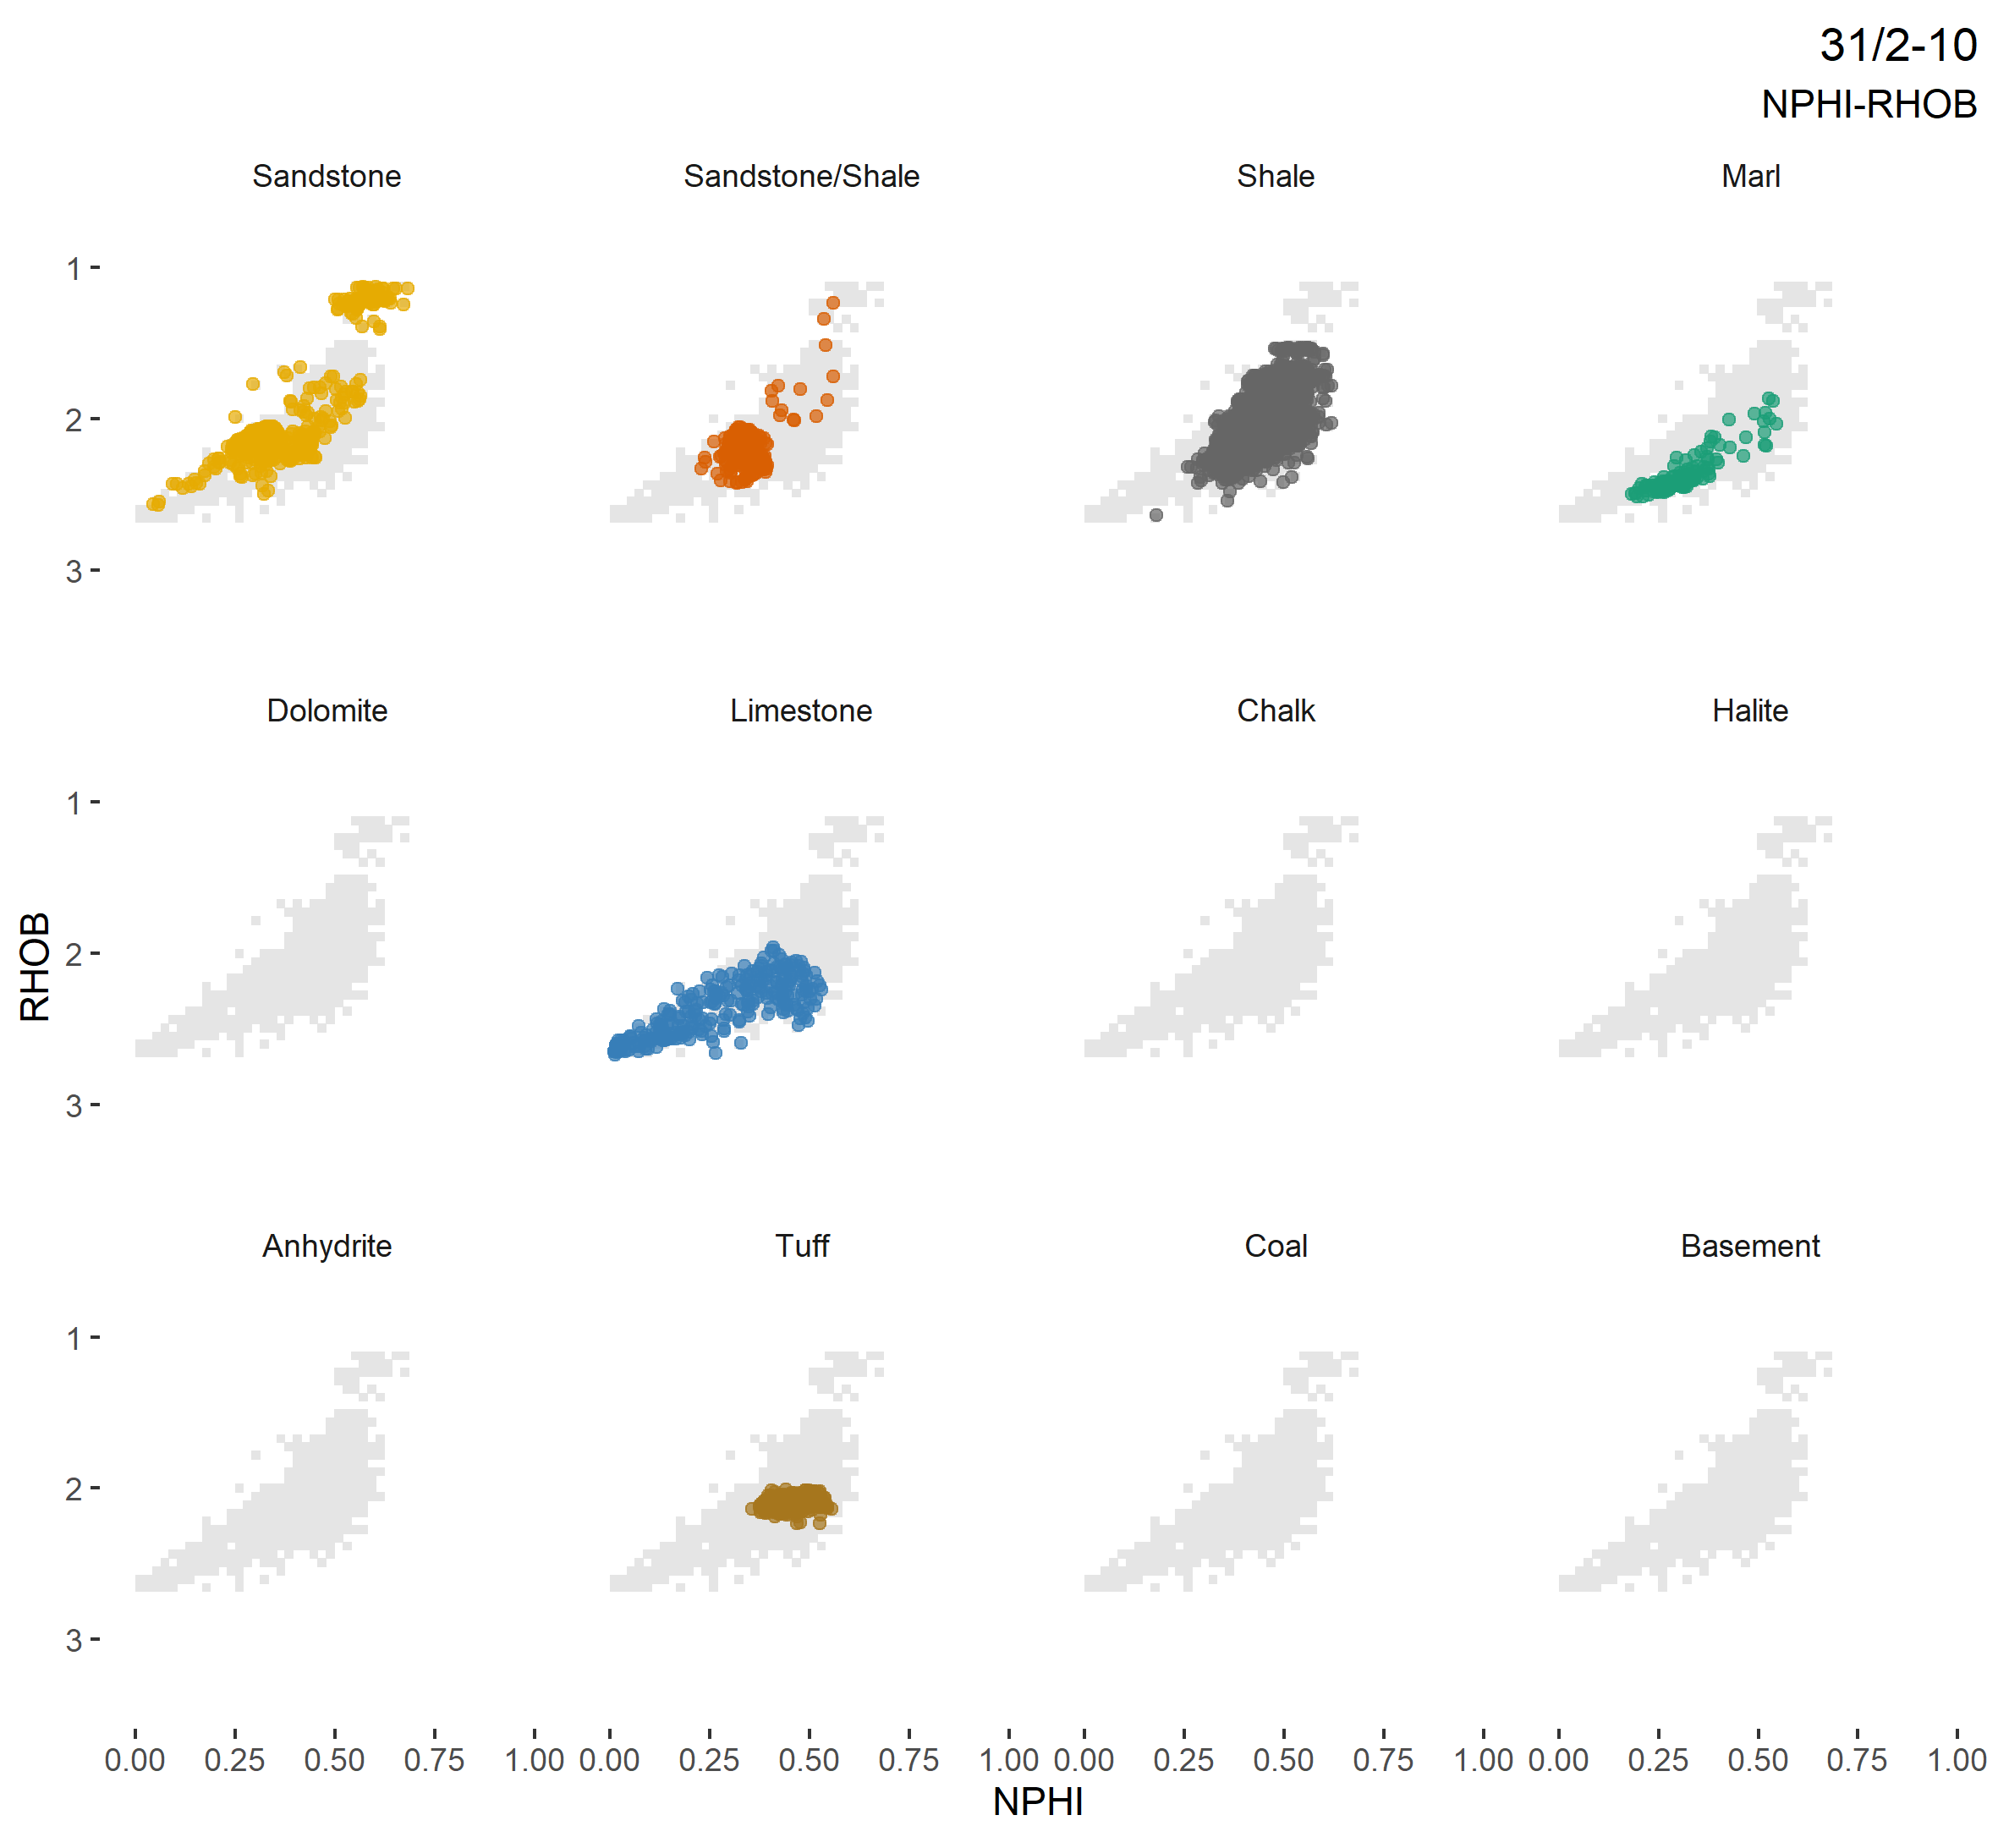 31/2-10
NPHI-RHOB
Sandstone Sandstone/Shale Shale Marl
1
2
3
Dolomite Limestone Chalk Halite
1
2
3
RHOB
Anhydrite Tuff Coal Basement
1
2
3
0.00 0.25 0.50 0.75 1.00 0.00 0.25 0.50 0.75 1.00 0.00 0.25 0.50 0.75 1.00 0.00 0.25 0.50 0.75 1.00
NPHI